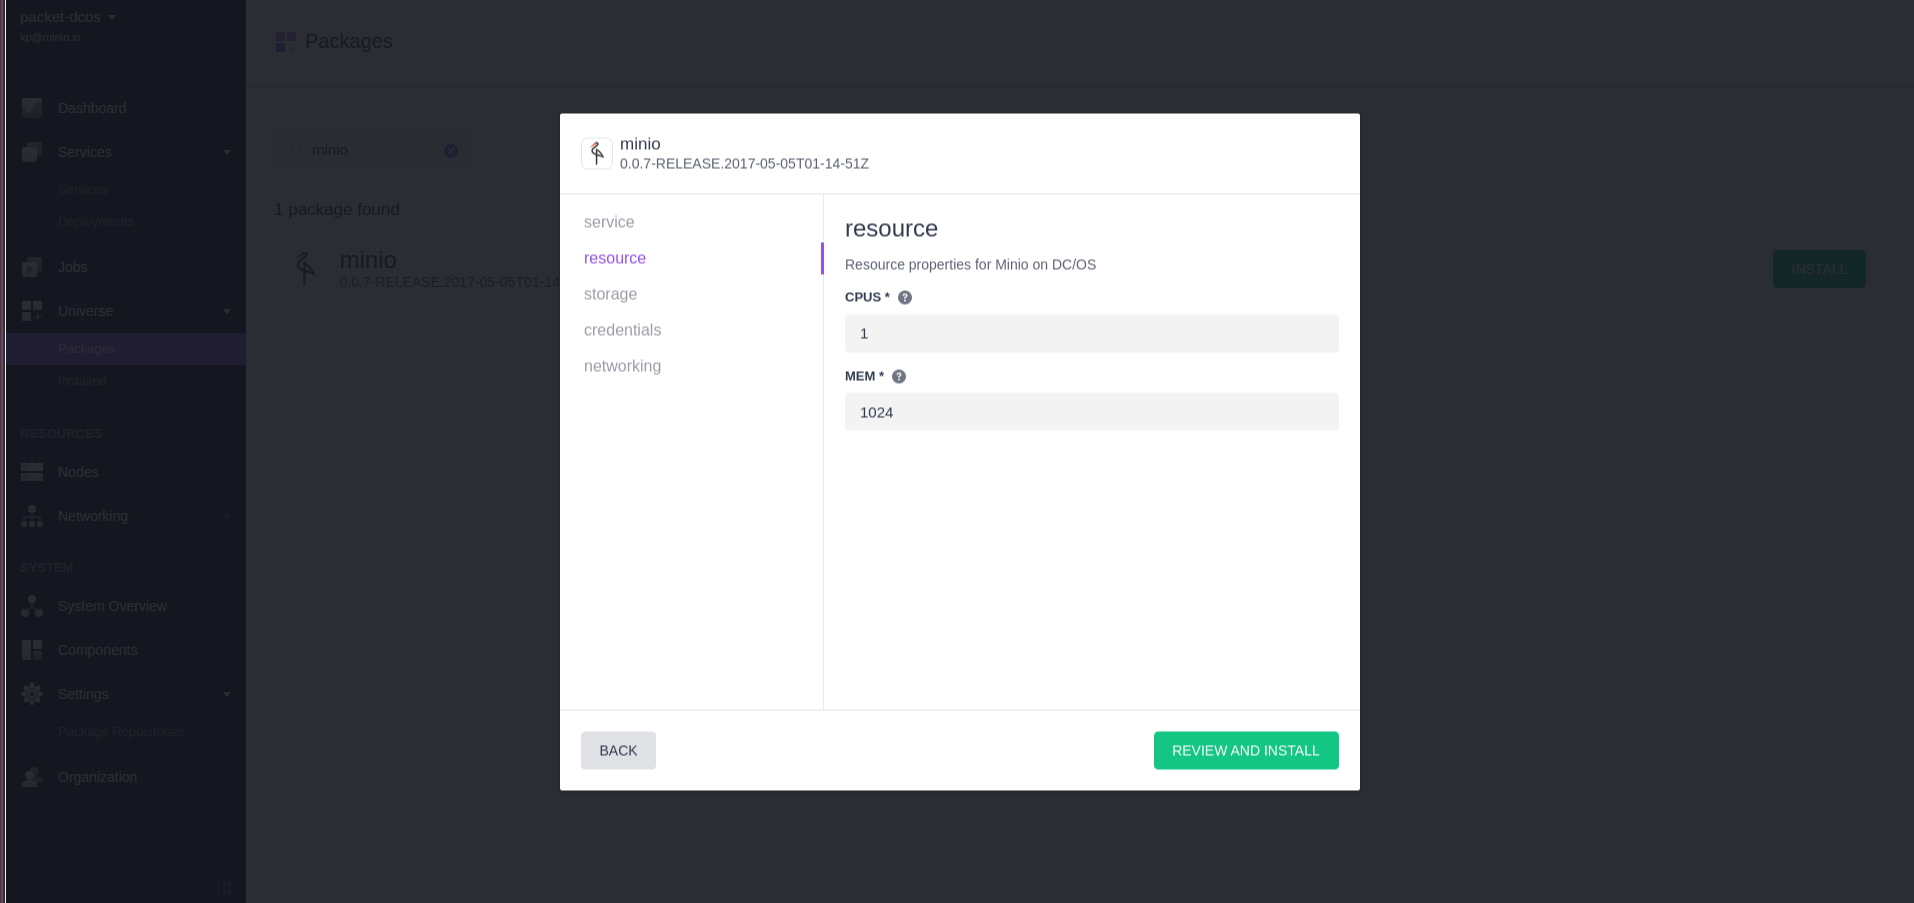 packet-dcos
kp@minio.io
Dashboard
Services
Services
Deployments
Jobs
Universe
Packages
Installed
RESOURCES
Nodes
Networking
SYSTEM
System Overview
Components
Settings
Package Repositories
Organization
Packages
minio
1 package found
minio
0.0.7-RELEASE.2017-05-05T01-14
INSTALL
minio
0.0.7-RELEASE.2017-05-05T01-14-51Z
service
resource
storage
credentials
networking
resource
Resource properties for Minio on DC/OS
CPUS * ?
1
MEM * ?
1024
BACK
REVIEW AND INSTALL